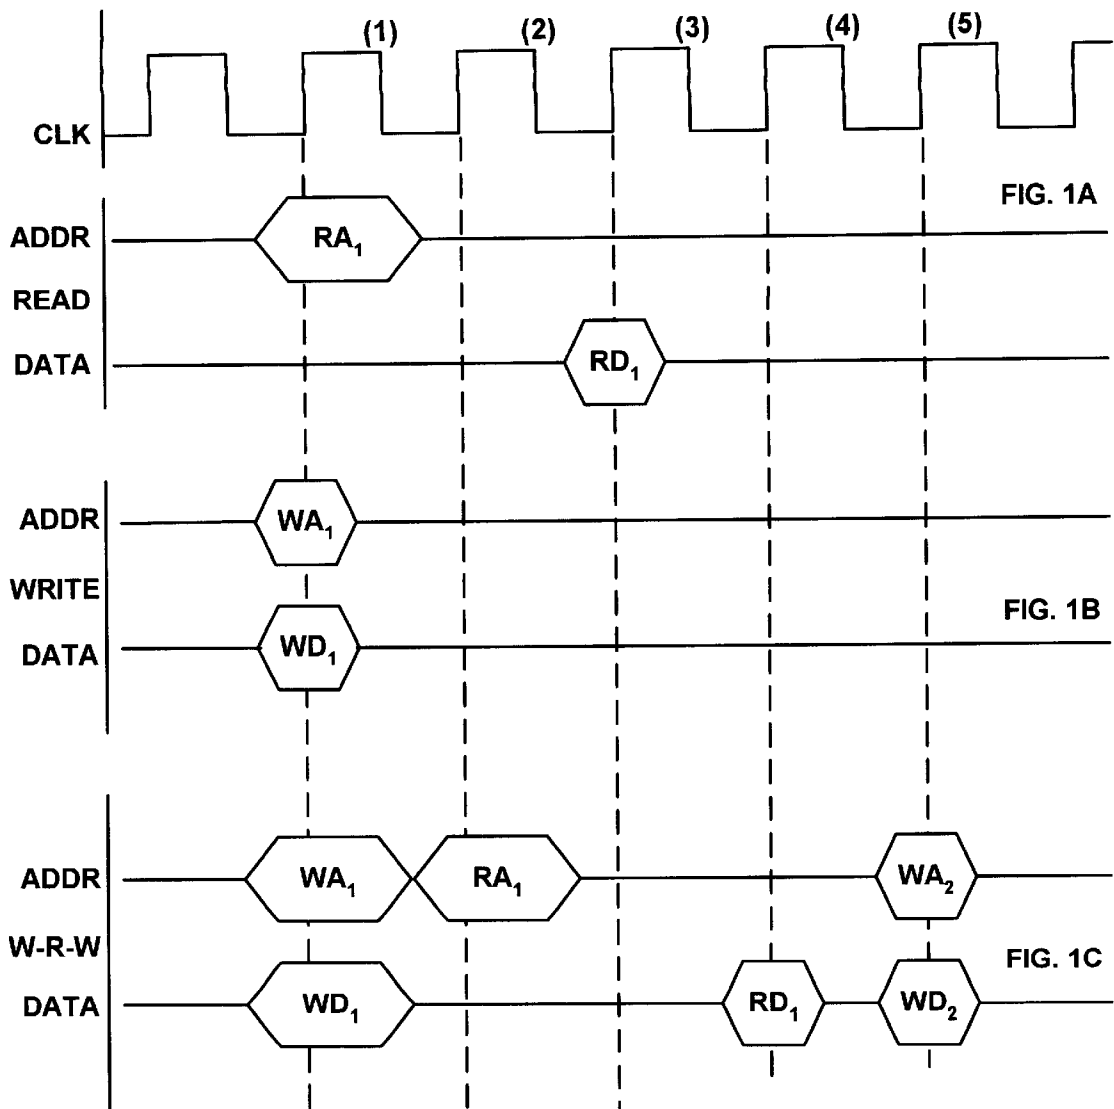 (1) (2) (3) (4) (5)
CLK
FIG. 1A
ADDR RA₁
READ
DATA RD₁
ADDR WA₁
WRITE
FIG. 1B
DATA WD₁
ADDR WA₁ RA₁ WA₂
W-R-W
FIG. 1C
DATA WD₁ RD₁ WD₂